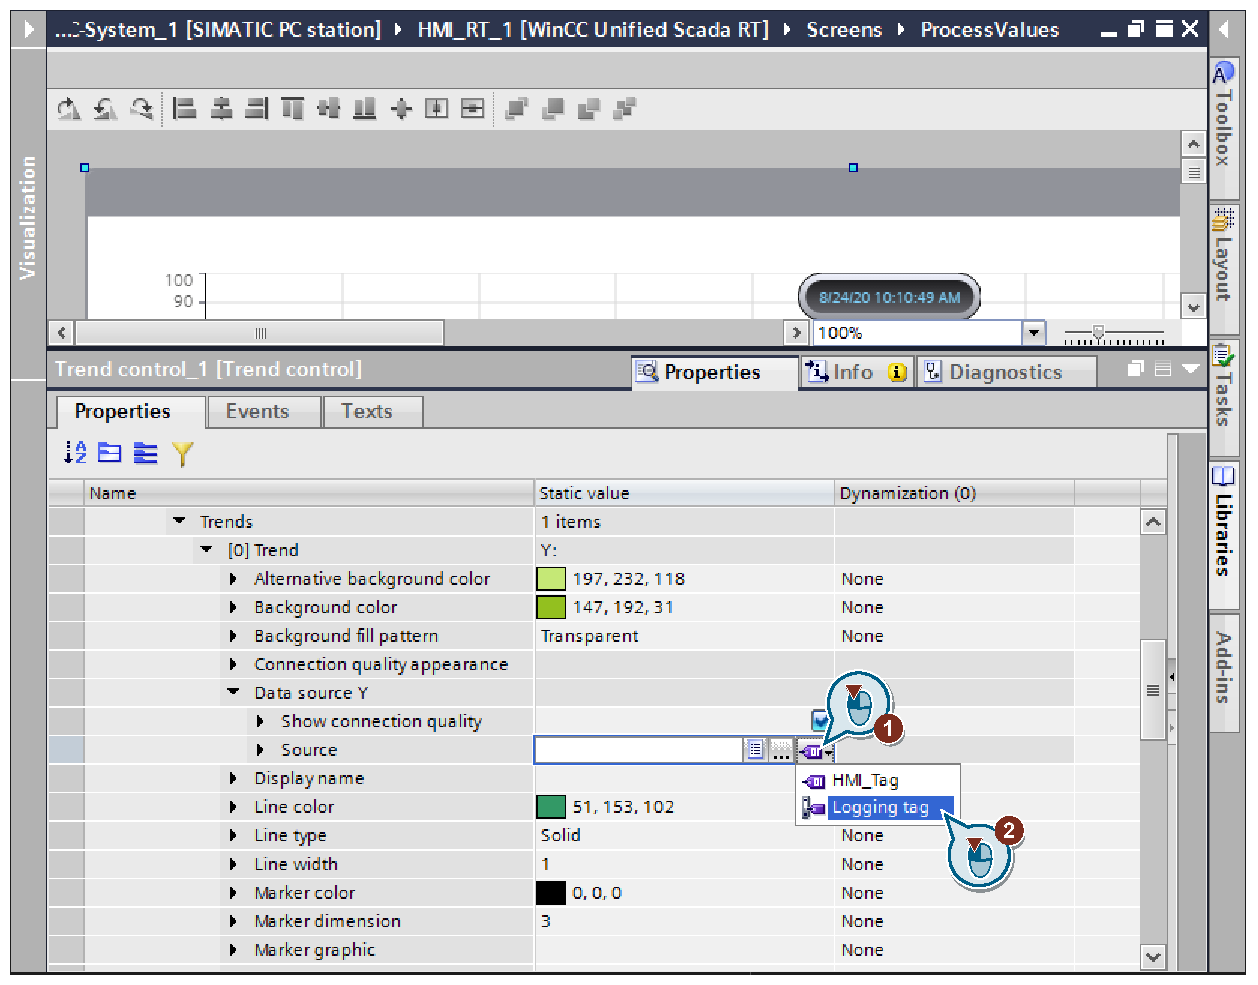 ...C-System_1 [SIMATIC PC station] HMI_RT_1 [WinCC Unified Scada RT] Screens ProcessValues
Visualization
100
90
8/24/20 10:10:49 AM
100%
Toolbox
Layout
Tasks
Libraries
Add-ins
Trend control_1 [Trend control]
Properties Info Diagnostics
Properties Events Texts
Name Static value Dynamization (0)
Trends 1 items
[0] Trend Y:
Alternative background color 197, 232, 118 None
Background color 147, 192, 31 None
Background fill pattern Transparent None
Connection quality appearance
Data source Y
Show connection quality
1
Source ...
Display name HMI_Tag
Line color 51, 153, 102 Logging tag
2
Line type Solid None
Line width 1 None
Marker color 0, 0, 0 None
Marker dimension 3 None
Marker graphic None